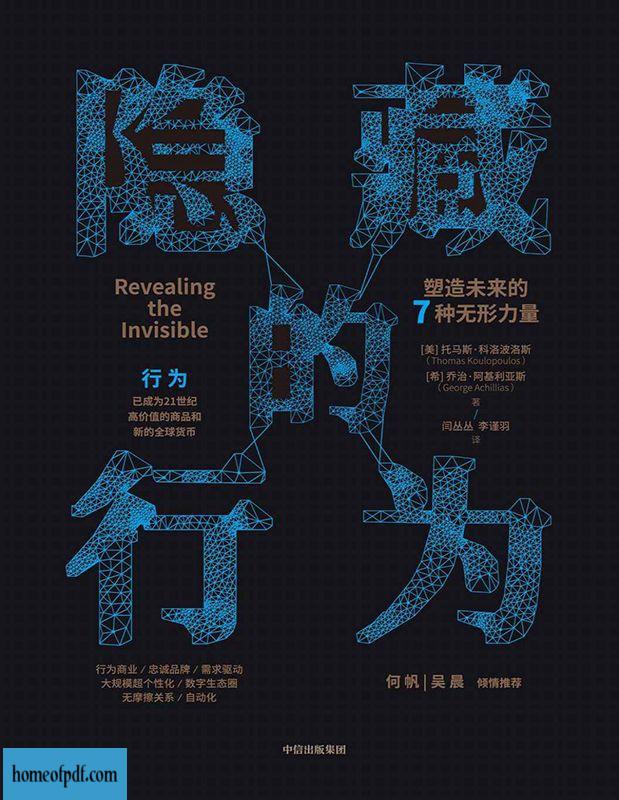 隐藏的行为
Revealing
the
Invisible
塑造未来的
7种无形力量
[美] 托马斯·科洛波洛斯
(Thomas Koulopoulos)
[希] 乔治·阿基利亚斯
(George Achillias)
著
/
闫丛丛 李谨羽
译
行为
已成为21世纪
高价值的商品和
新的全球货币
行为商业 / 忠诚品牌 / 需求驱动
大规模超个性化 / 数字生态圈
无摩擦关系 / 自动化
何帆|吴晨 倾情推荐
中信出版集团
homeofpdf.com